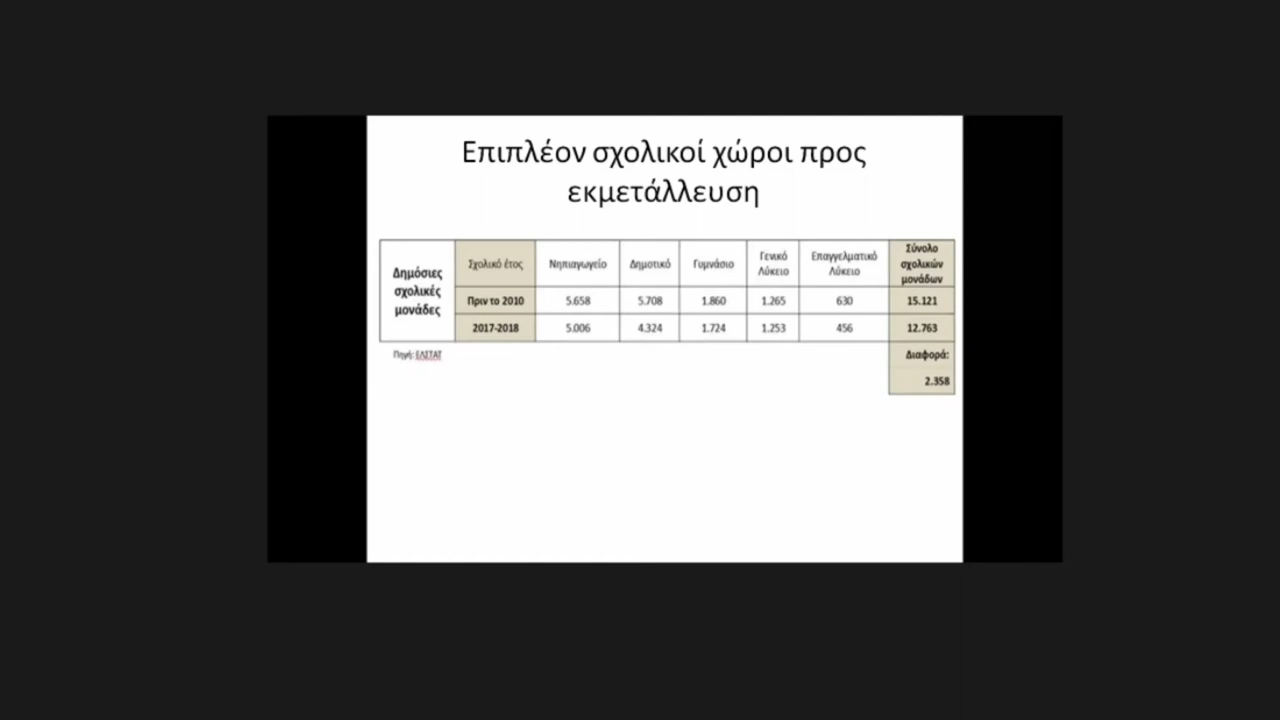 Επιπλέον σχολικοί χώροι προς
εκμετάλλευση
Δημόσιες σχολικές μονάδες
Σχολικό έτος Νηπιαγωγείο Δημοτικό Γυμνάσιο Γενικό Λύκειο Επαγγελματικό Λύκειο Σύνολο σχολικών μονάδων
Πριν το 2010 5.658 5.708 1.860 1.265 630 15.121
2017-2018 5.006 4.324 1.724 1.253 456 12.763
Πηγή: ΕΛΣΤΑΤ Διαφορά:
2.358